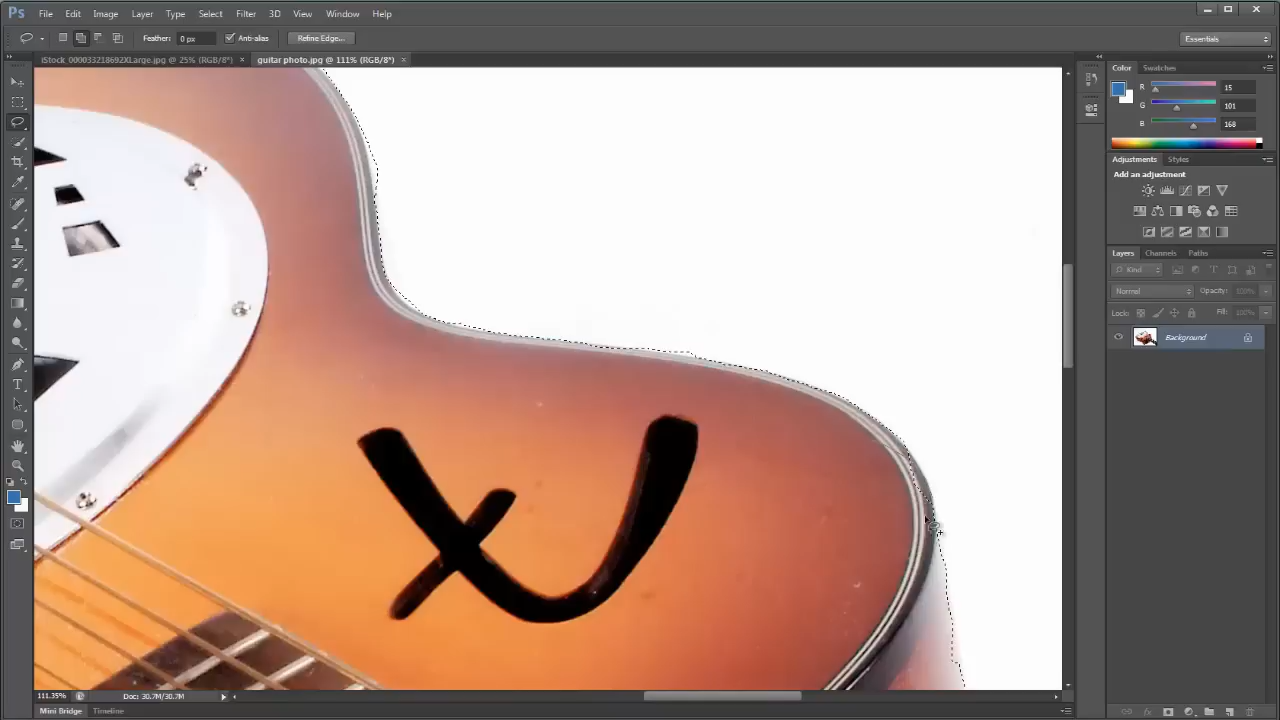 Ps File Edit Image Layer Type Select Filter 3D View Window Help
Feather: 0 px Anti-alias Refine Edge... Essentials
iStock_000033218692XLarge.jpg @ 25% (RGB/8*) × guitar photo.jpg @ 111% (RGB/8*) ×
Color Swatches
R 15
G 101
B 168
Adjustments Styles
Add an adjustment
Layers Channels Paths
Kind
Normal Opacity: 100%
Lock: Fill: 100%
Background
111.35% Doc: 30.7M/30.7M
Mini Bridge Timeline